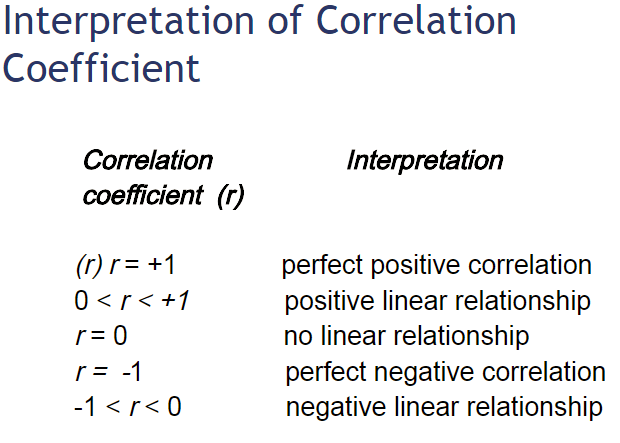 Interpretation of Correlation
Coefficient
Correlation coefficient (r) Interpretation
(r) r = +1 perfect positive correlation
0 < r < +1 positive linear relationship
r = 0 no linear relationship
r = -1 perfect negative correlation
-1 < r < 0 negative linear relationship